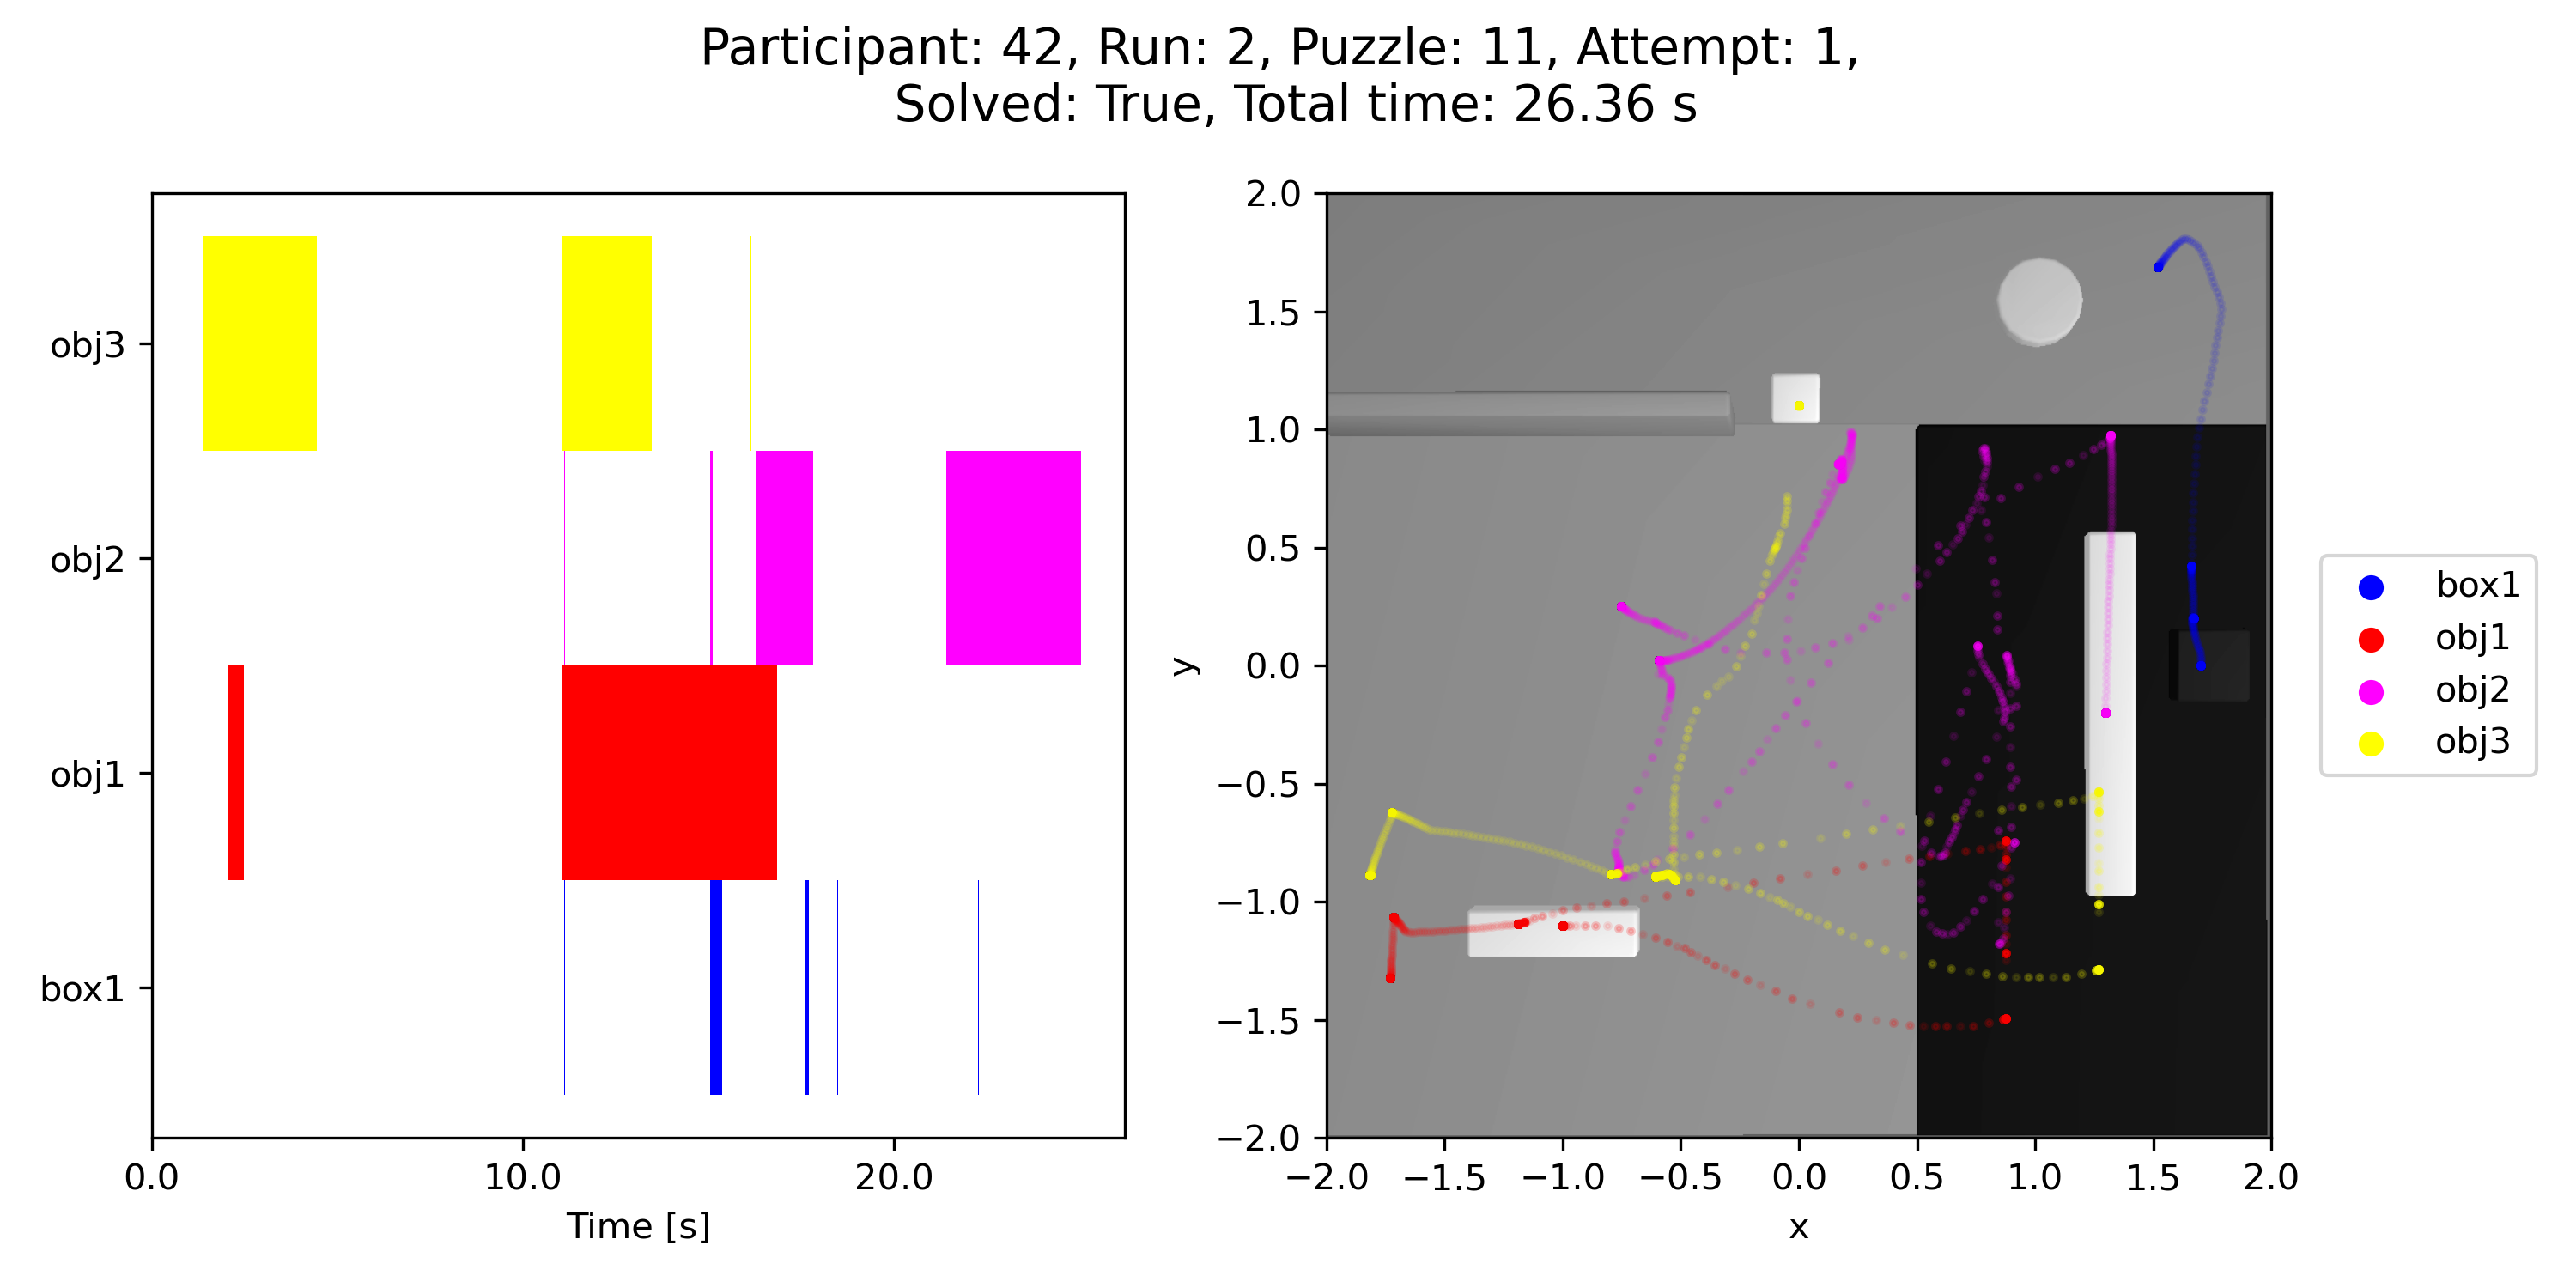 Participant: 42, Run: 2, Puzzle: 11, Attempt: 1,
Solved: True, Total time: 26.36 s
obj3
obj2
obj1
box1
0.0 10.0 20.0
Time [s]
2.0
1.5
1.0
0.5
0.0
−0.5
−1.0
−1.5
−2.0
y
−2.0 −1.5 −1.0 −0.5 0.0 0.5 1.0 1.5 2.0
x
box1
obj1
obj2
obj3